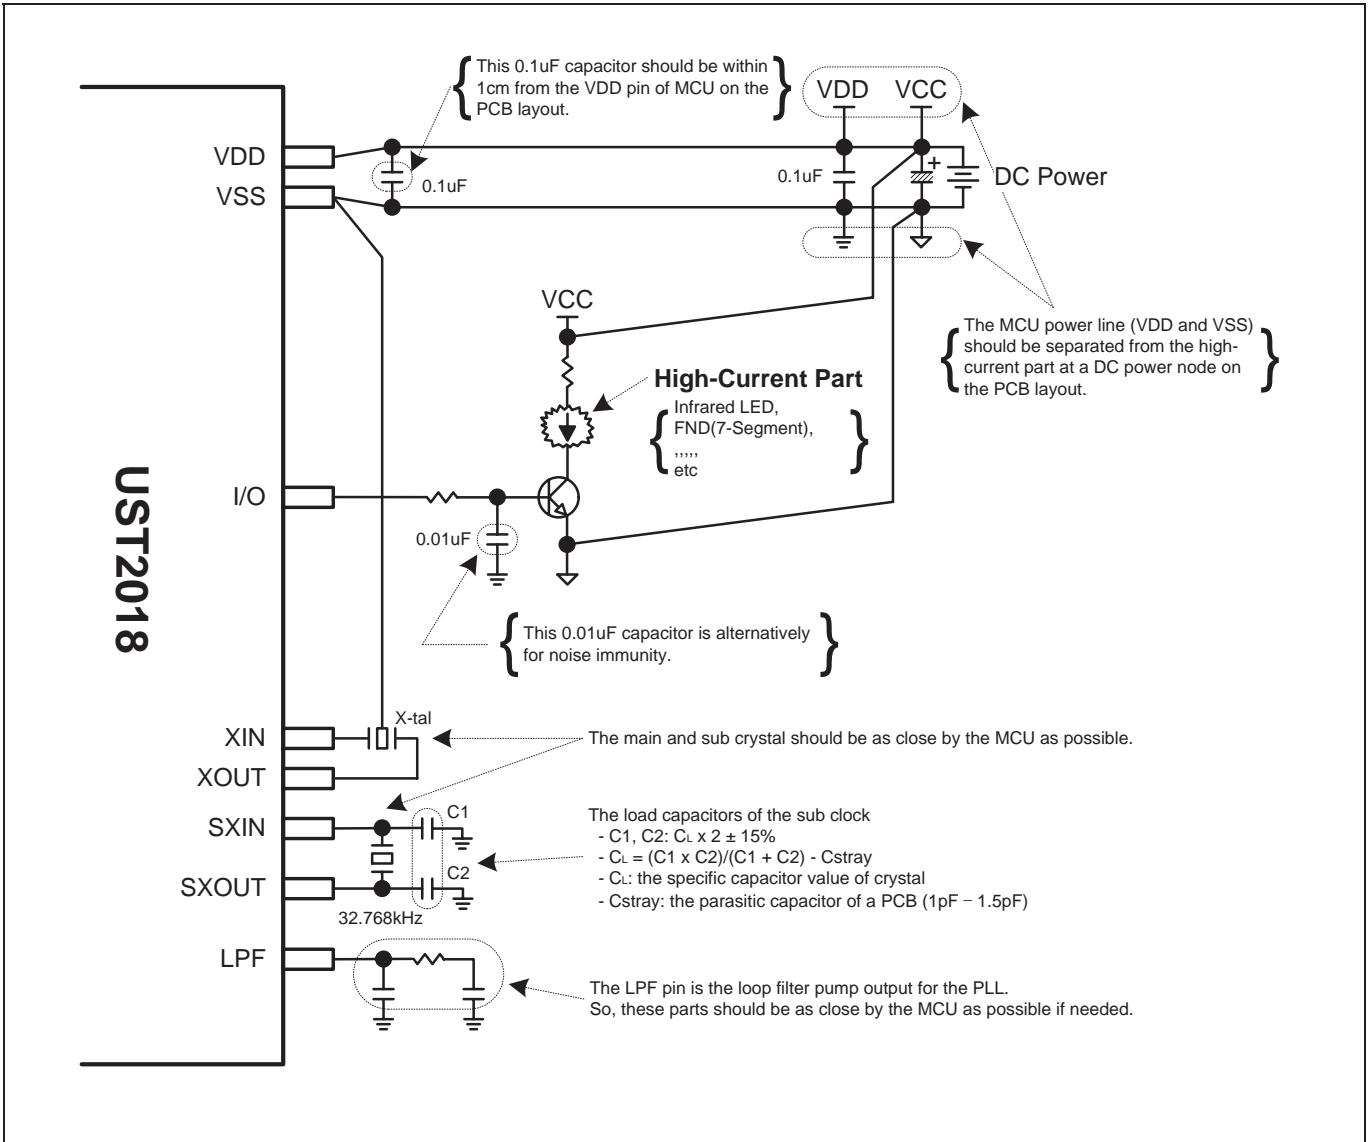 This 0.1uF capacitor should be within
1cm from the VDD pin of MCU on the
PCB layout.
VDD
VCC
VDD
VSS
0.1uF
0.1uF
+
DC Power
VCC
The MCU power line (VDD and VSS)
should be separated from the high-
current part at a DC power node on
the PCB layout.
High-Current Part
Infrared LED,
FND(7-Segment),
,,,,,
etc
UST2018
I/O
0.01uF
This 0.01uF capacitor is alternatively
for noise immunity.
X-tal
XIN
The main and sub crystal should be as close by the MCU as possible.
XOUT
SXIN
C1
The load capacitors of the sub clock
- C1, C2: CL x 2 ± 15%
- CL = (C1 x C2)/(C1 + C2) - Cstray
- CL: the specific capacitor value of crystal
- Cstray: the parasitic capacitor of a PCB (1pF – 1.5pF)
C2
SXOUT
32.768kHz
LPF
The LPF pin is the loop filter pump output for the PLL.
So, these parts should be as close by the MCU as possible if needed.